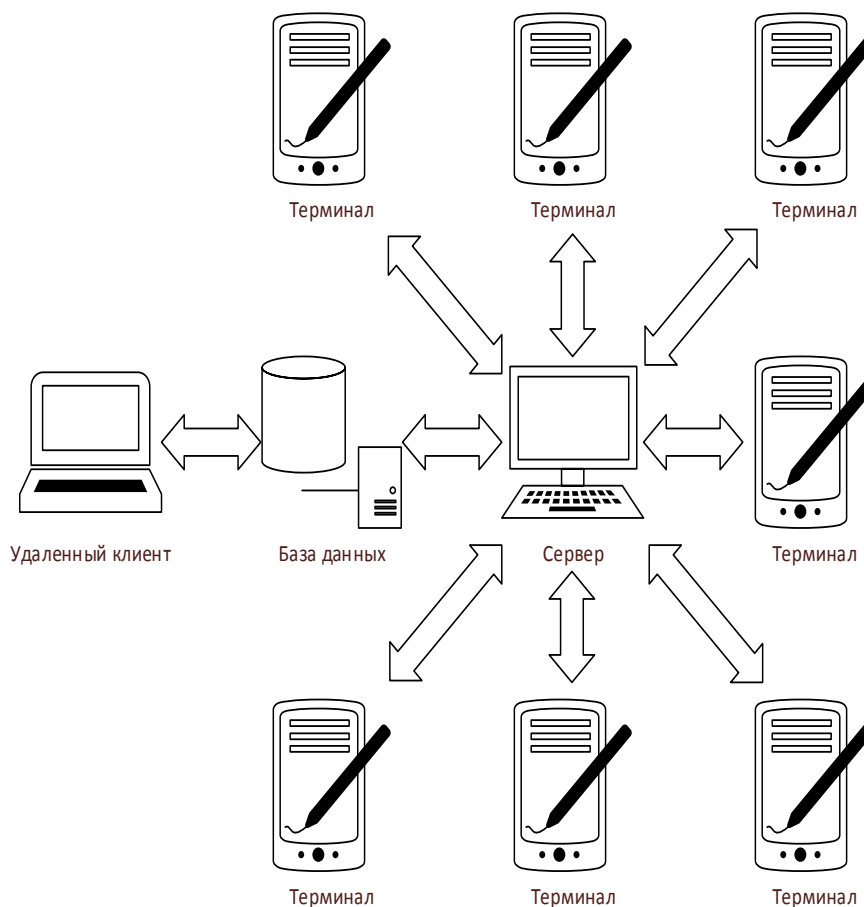 Терминал
Терминал
Терминал
Удаленный клиент
База данных
Сервер
Терминал
Терминал
Терминал
Терминал